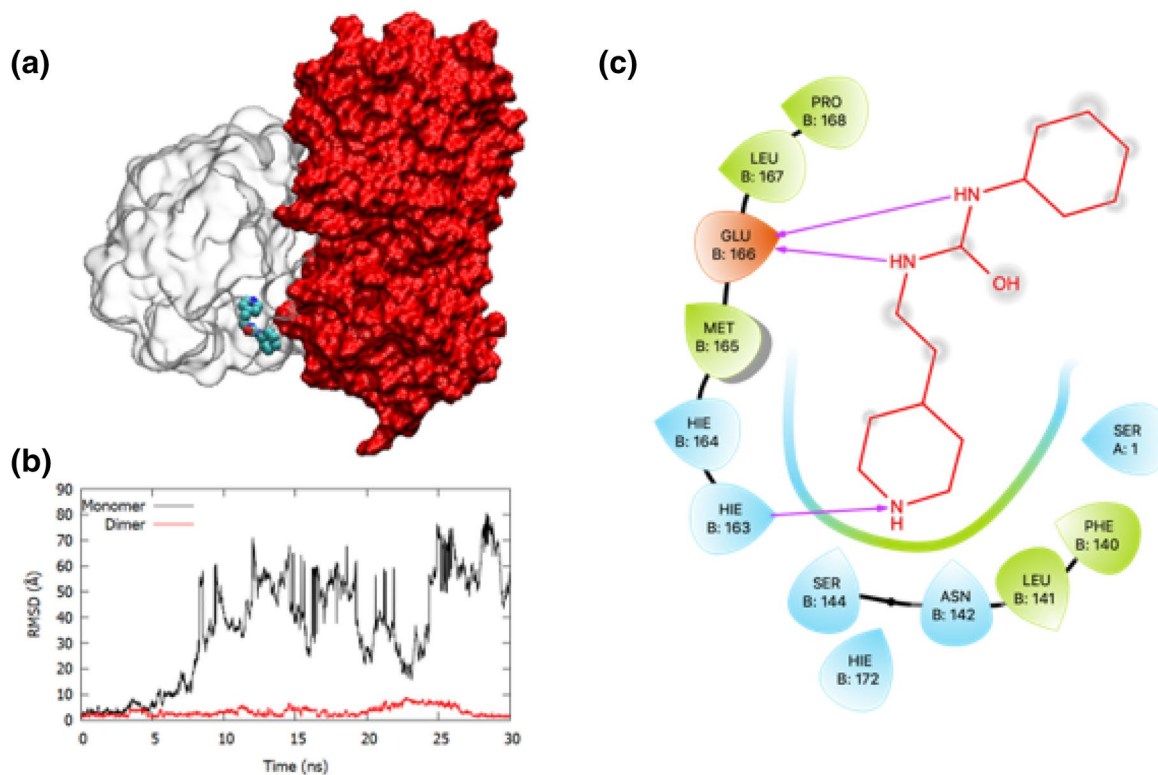 (a)
(b)
90
80
70
60
50
40
30
20
10
0
RMSD (Å)
Monomer
Dimer
0
5
10
15
20
25
30
Time (ns)
(c)
PRO
B: 168
LEU
B: 167
GLU
B: 166
MET
B: 165
HIE
B: 164
HIE
B: 163
HN
HN
OH
N
H
SER
A: 1
PHE
B: 140
LEU
B: 141
ASN
B: 142
SER
B: 144
HIE
B: 172